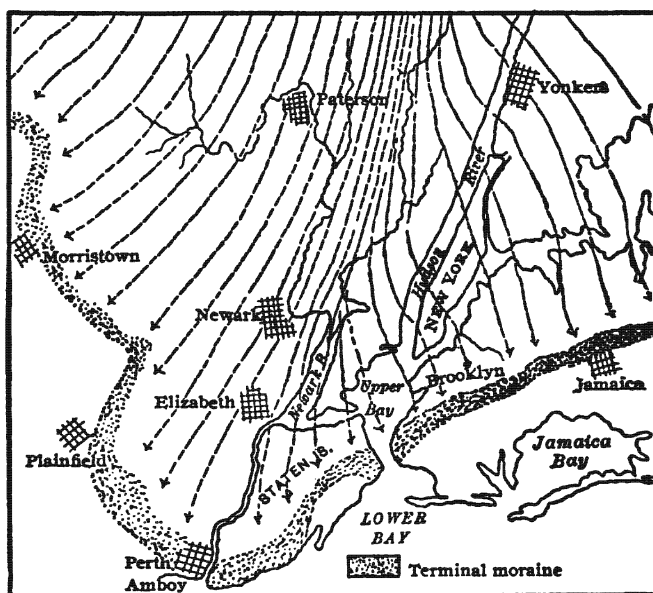 Paterson
Yonkers
River
Hudson
NEW YORK
Morristown
Newark
Newark B.
Brooklyn
Upper
Bay
Jamaica
Elizabeth
Plainfield
STATEN IS.
Jamaica
Bay
LOWER
BAY
Perth
Amboy
Terminal moraine